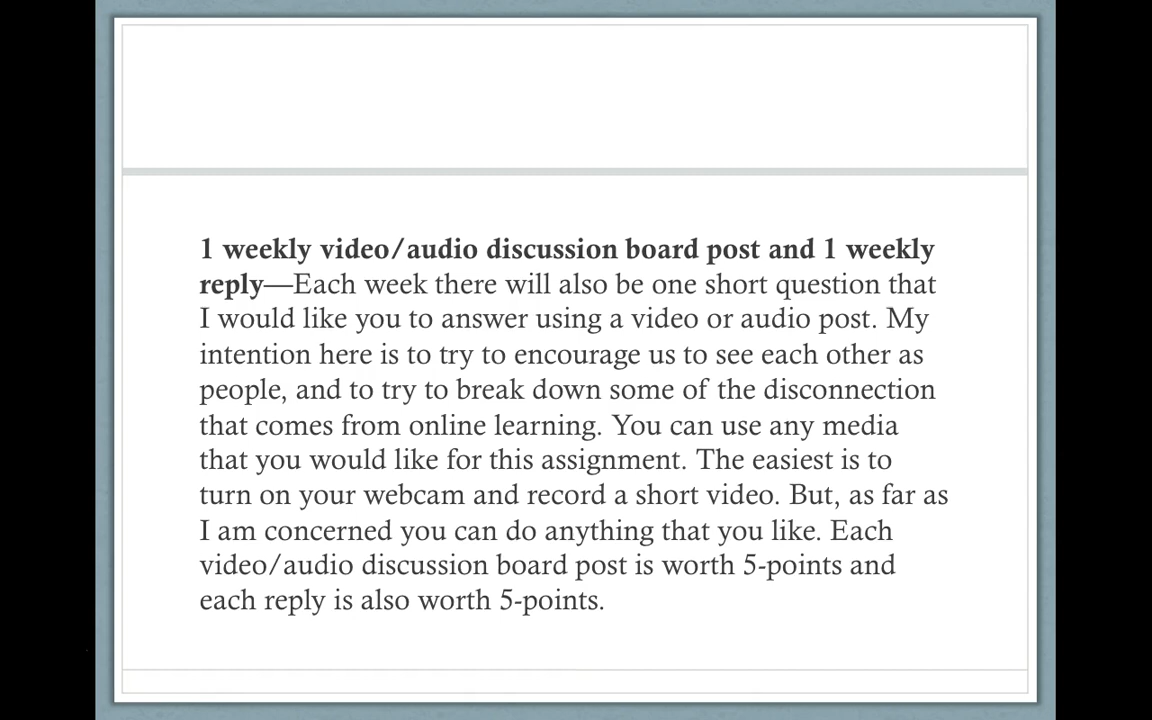 1 weekly video/audio discussion board post and 1 weekly
reply—Each week there will also be one short question that
I would like you to answer using a video or audio post. My
intention here is to try to encourage us to see each other as
people, and to try to break down some of the disconnection
that comes from online learning. You can use any media
that you would like for this assignment. The easiest is to
turn on your webcam and record a short video. But, as far as
I am concerned you can do anything that you like. Each
video/audio discussion board post is worth 5-points and
each reply is also worth 5-points.